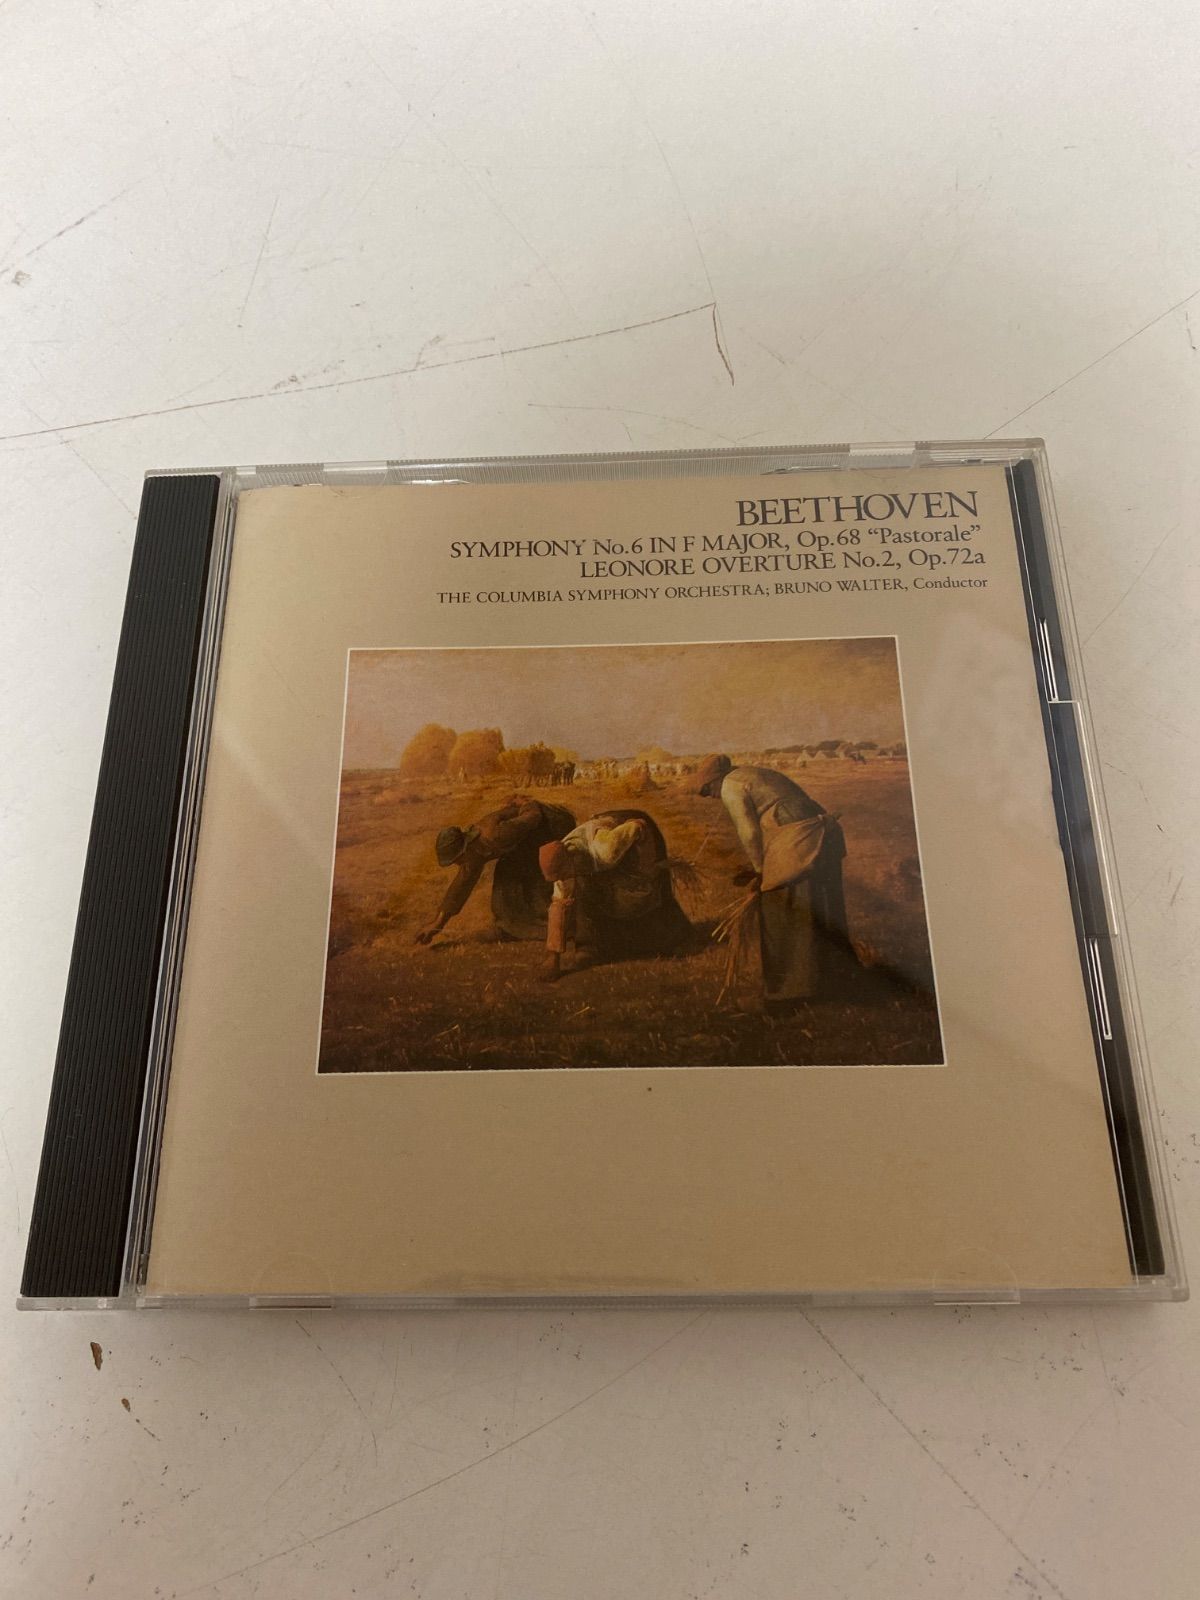 BEETHOVEN
SYMPHONY No.6 IN F MAJOR, Op.68 “Pastorale”
LEONORE OVERTURE No.2, Op.72a
THE COLUMBIA SYMPHONY ORCHESTRA; BRUNO WALTER, Conductor